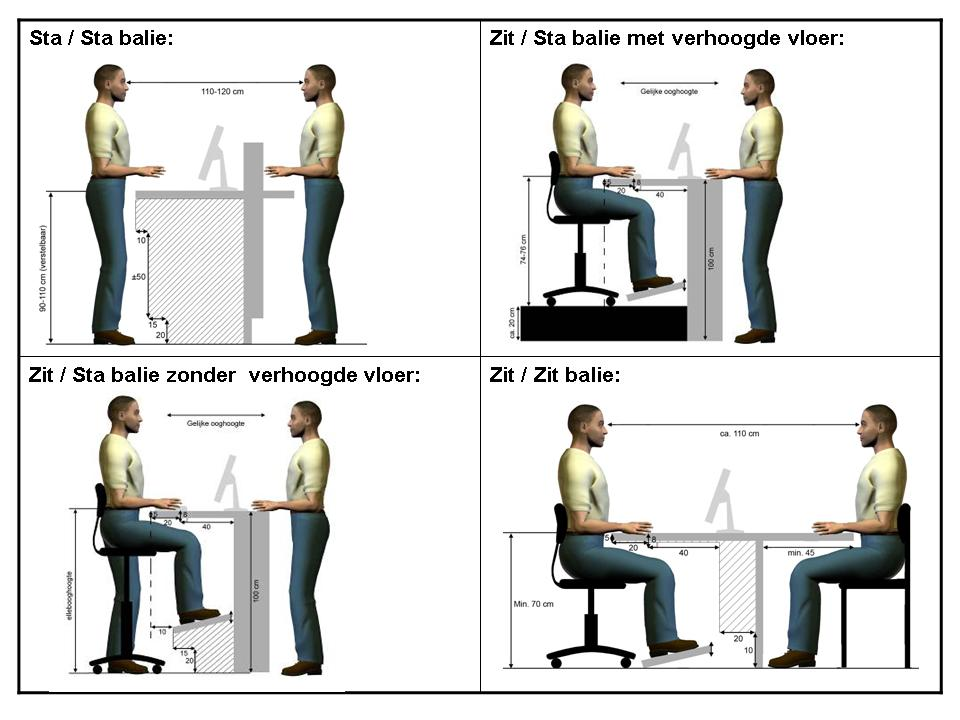 Sta / Sta balie:
110-120 cm
90-110 cm (verstelbaar)
10
±50
15
20
Zit / Sta balie met verhoogde vloer:
Gelijke ooghoogte
5
8
20
40
74-76 cm
100 cm
ca. 20 cm
Zit / Sta balie zonder verhoogde vloer:
Gelijke ooghoogte
5
8
20
40
ellebooghoogte
100 cm
10
15
20
Zit / Zit balie:
ca. 110 cm
5
8
20
40
min. 45
Min. 70 cm
20
10